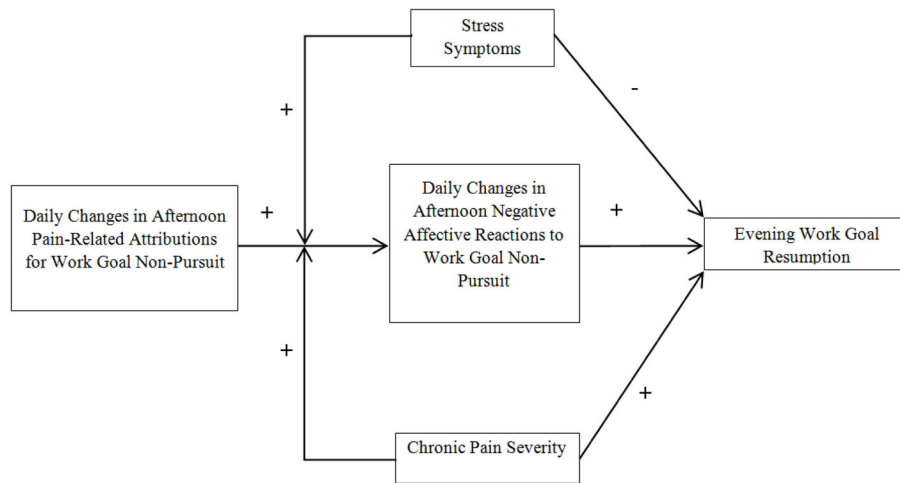 Stress
Symptoms
-
+
Daily Changes in Afternoon
Pain-Related Attributions
for Work Goal Non-Pursuit
+
Daily Changes in
Afternoon Negative
Affective Reactions to
Work Goal Non-
Pursuit
+
Evening Work Goal
Resumption
+
+
Chronic Pain Severity